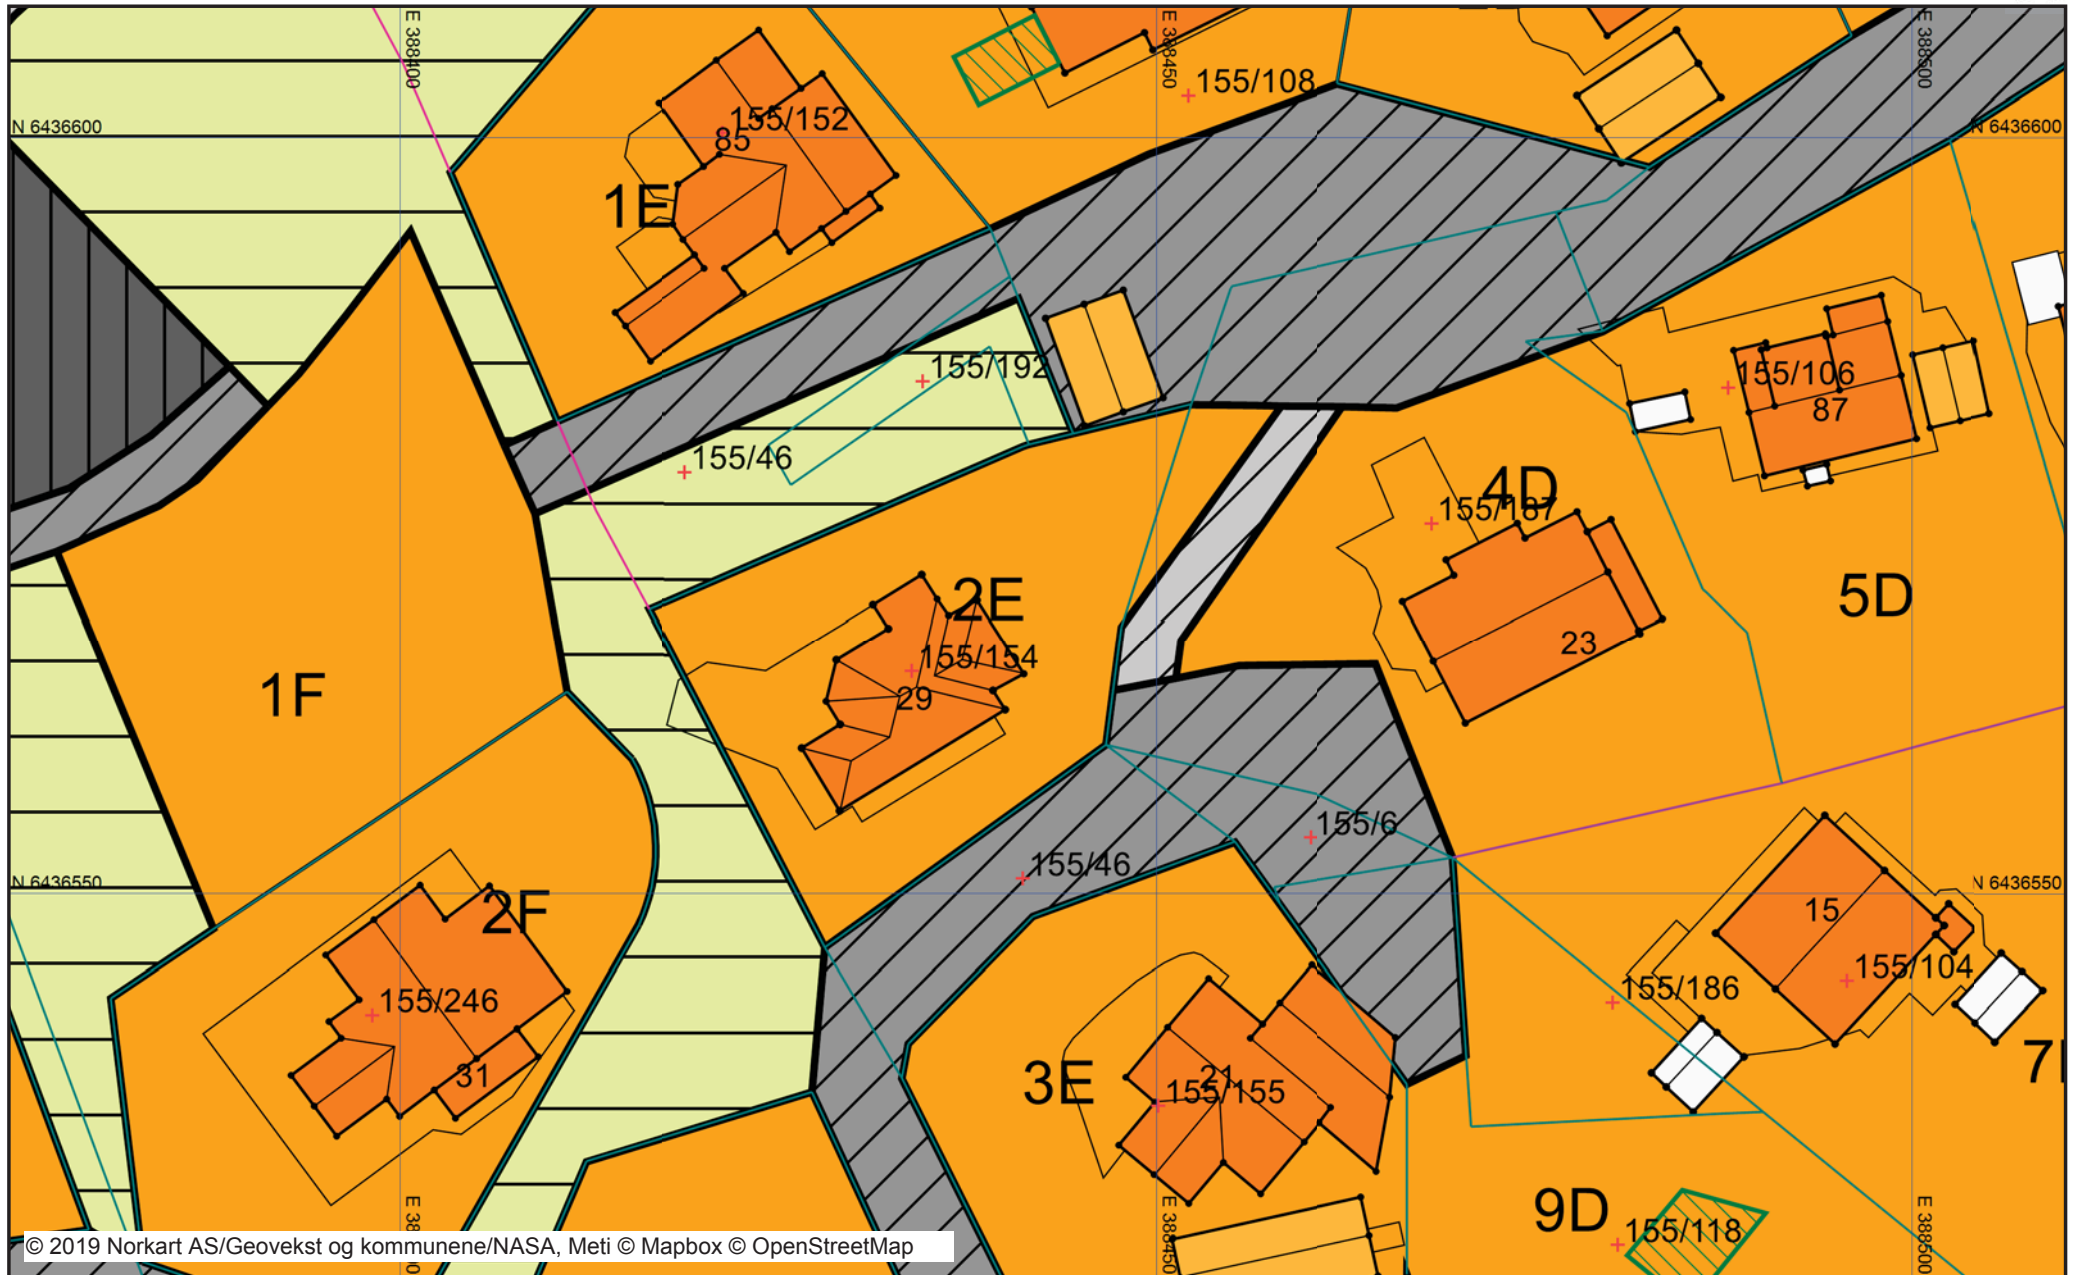 E 388400
E 388450
E 388500
155/108
155/152
85
N 6436600
N 6436600
1E
155/192
155/106
87
155/46
4D
155/187
2E
5D
23
155/154
29
1F
155/6
155/46
N 6436550
N 6436550
2F
15
155/104
155/186
155/246
31
3E
21
155/155
9D
155/118
E 388450
E 388500
© 2019 Norkart AS/Geovekst og kommunene/NASA, Meti © Mapbox © OpenStreetMap